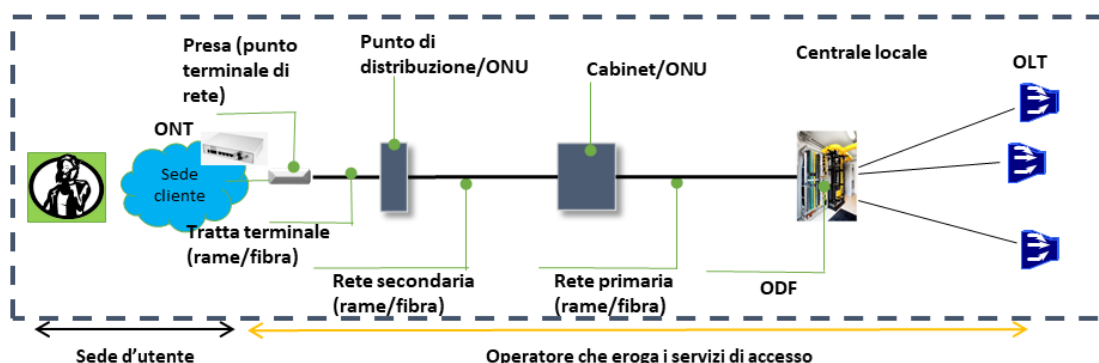 Presa (punto
terminale di
rete)
Punto di
distribuzione/ONU
Cabinet/ONU
Centrale locale
OLT
ONT
Sede
cliente
Tratta terminale
(rame/fibra)
Rete secondaria
(rame/fibra)
Rete primaria
(rame/fibra)
ODF
Sede d'utente
Operatore che eroga i servizi di accesso